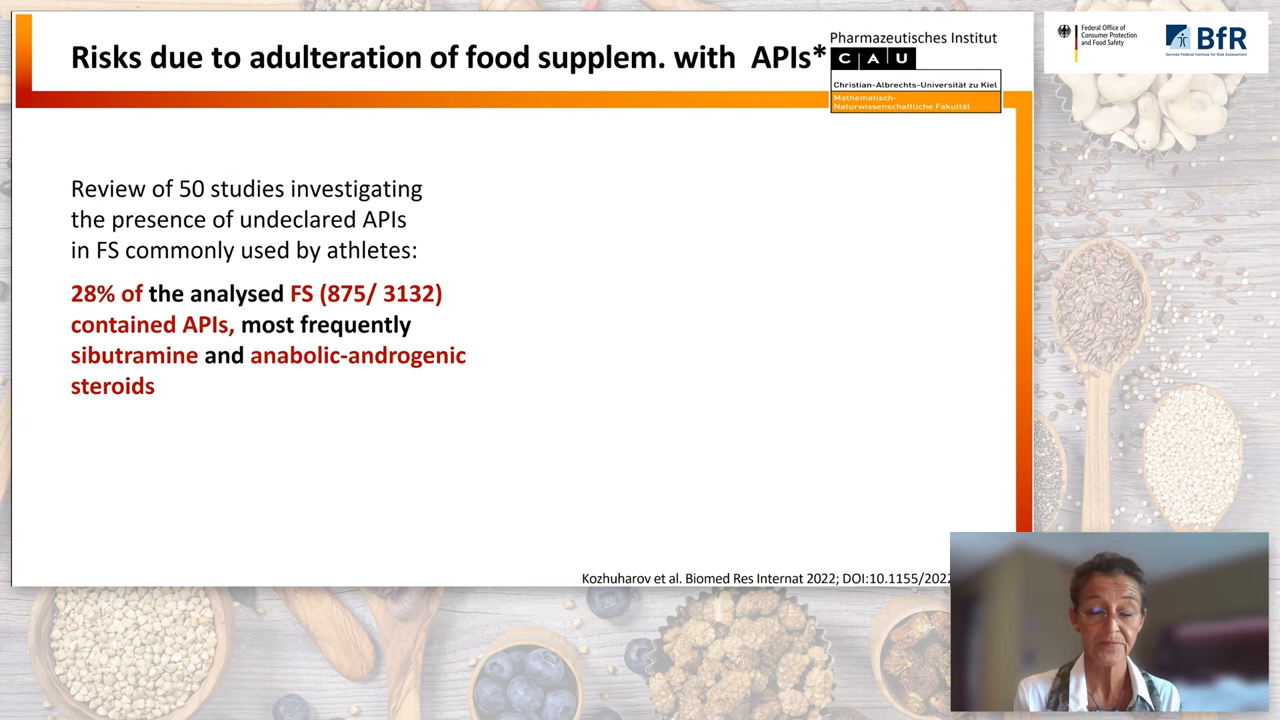 Risks due to adulteration of food supplem. with APIs*
Pharmazeutisches Institut
CAU
Christian-Albrechts-Universität zu Kiel
Mathematisch-
Naturwissenschaftliche Fakultät
Federal Office of
Consumer Protection
and Food Safety
BfR
German Federal Institute for Risk Assessment
Review of 50 studies investigating
the presence of undeclared APIs
in FS commonly used by athletes:
28% of the analysed FS (875/ 3132)
contained APIs, most frequently
sibutramine and anabolic-androgenic
steroids
Kozhuharov et al. Biomed Res Internat 2022; DOI:10.1155/202